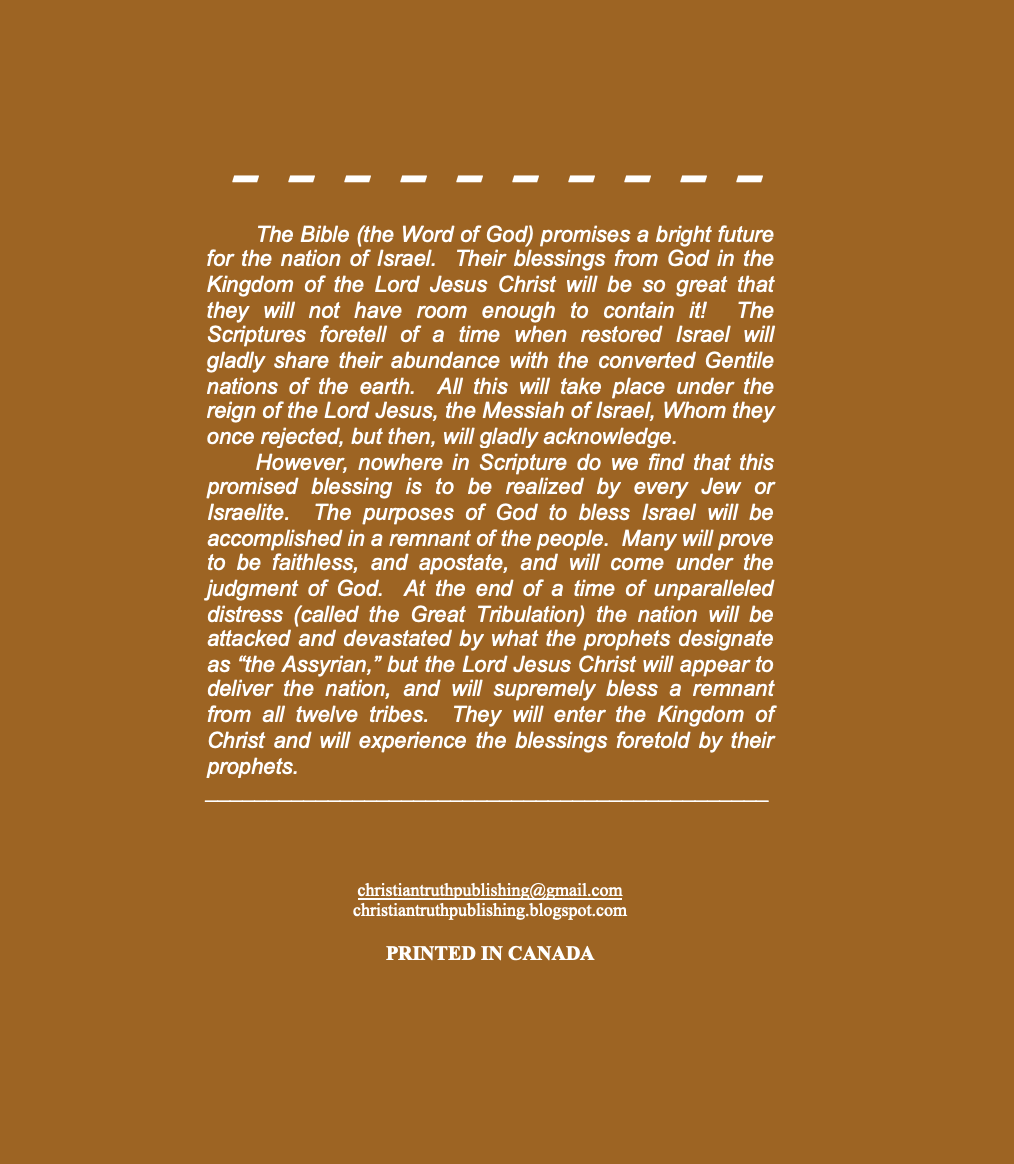 The Bible (the Word of God) promises a bright future
for the nation of Israel. Their blessings from God in the
Kingdom of the Lord Jesus Christ will be so great that
they will not have room enough to contain it! The
Scriptures foretell of a time when restored Israel will
gladly share their abundance with the converted Gentile
nations of the earth. All this will take place under the
reign of the Lord Jesus, the Messiah of Israel, Whom they
once rejected, but then, will gladly acknowledge.
However, nowhere in Scripture do we find that this
promised blessing is to be realized by every Jew or
Israelite. The purposes of God to bless Israel will be
accomplished in a remnant of the people. Many will prove
to be faithless, and apostate, and will come under the
judgment of God. At the end of a time of unparalleled
distress (called the Great Tribulation) the nation will be
attacked and devastated by what the prophets designate
as “the Assyrian,” but the Lord Jesus Christ will appear to
deliver the nation, and will supremely bless a remnant
from all twelve tribes. They will enter the Kingdom of
Christ and will experience the blessings foretold by their
prophets.
christiantruthpublishing@gmail.com
christiantruthpublishing.blogspot.com
PRINTED IN CANADA